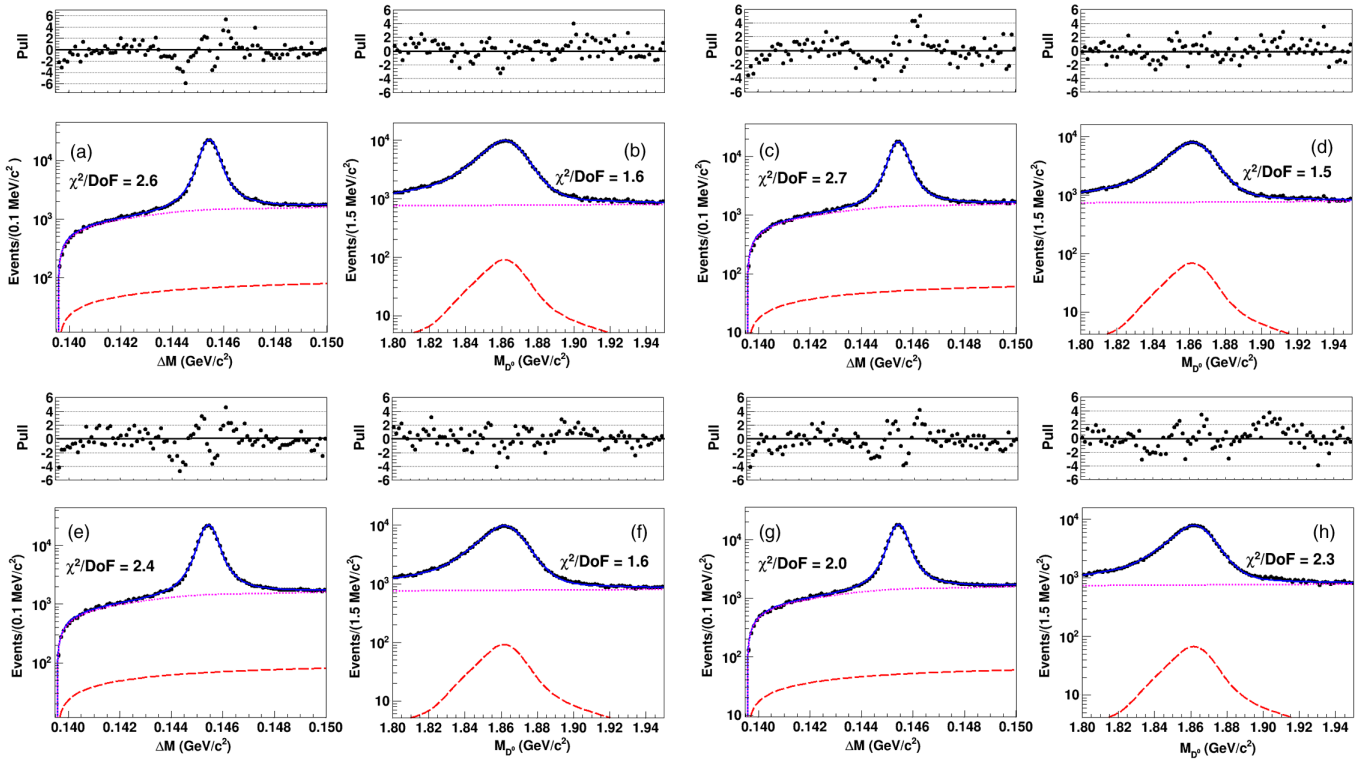 Pull
6
4
2
0
-2
-4
-6
Pull
6
4
2
0
-2
-4
-6
Pull
6
4
2
0
-2
-4
-6
Pull
6
4
2
0
-2
-4
-6
(a)
χ²/DoF = 2.6
Events/(0.1 MeV/c²)
10⁴
10³
10²
0.140 0.142 0.144 0.146 0.148 0.150
ΔM (GeV/c²)
(b)
χ²/DoF = 1.6
Events/(1.5 MeV/c²)
10⁴
10³
10²
10
1.80 1.82 1.84 1.86 1.88 1.90 1.92 1.94
M_D⁰ (GeV/c²)
(c)
χ²/DoF = 2.7
Events/(0.1 MeV/c²)
10⁴
10³
10²
10
0.140 0.142 0.144 0.146 0.148 0.150
ΔM (GeV/c²)
(d)
χ²/DoF = 1.5
Events/(1.5 MeV/c²)
10⁴
10³
10²
10
1.80 1.82 1.84 1.86 1.88 1.90 1.92 1.94
M_D⁰ (GeV/c²)
Pull
6
4
2
0
-2
-4
-6
Pull
6
4
2
0
-2
-4
-6
Pull
6
4
2
0
-2
-4
-6
Pull
6
4
2
0
-2
-4
-6
(e)
χ²/DoF = 2.4
Events/(0.1 MeV/c²)
10⁴
10³
10²
0.140 0.142 0.144 0.146 0.148 0.150
ΔM (GeV/c²)
(f)
χ²/DoF = 1.6
Events/(1.5 MeV/c²)
10⁴
10³
10²
10
1.80 1.82 1.84 1.86 1.88 1.90 1.92 1.94
M_D⁰ (GeV/c²)
(g)
χ²/DoF = 2.0
Events/(0.1 MeV/c²)
10⁴
10³
10²
10
0.140 0.142 0.144 0.146 0.148 0.150
ΔM (GeV/c²)
(h)
χ²/DoF = 2.3
Events/(1.5 MeV/c²)
10⁴
10³
10²
10
1.80 1.82 1.84 1.86 1.88 1.90 1.92 1.94
M_D⁰ (GeV/c²)